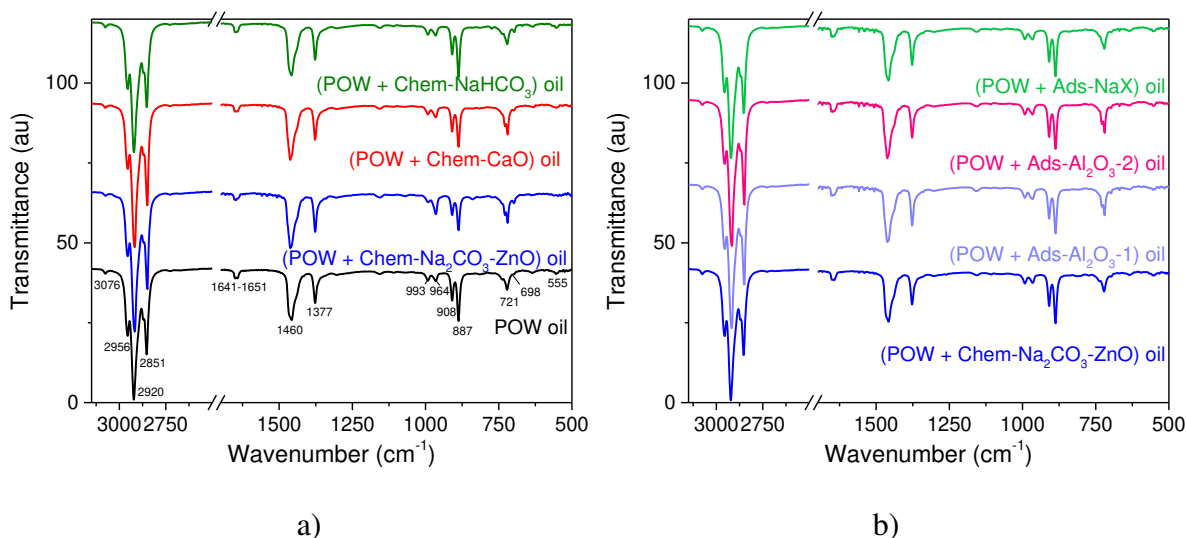 100
50
0
Transmittance (au)
(POW + Chem-NaHCO₃) oil
(POW + Chem-CaO) oil
(POW + Chem-Na₂CO₃-ZnO) oil
POW oil
3076
2956
2920
2851
1641-1651
1460
1377
993
964
908
887
721
698
555
3000 2750 1500 1250 1000 750 500
Wavenumber (cm⁻¹)
a)
100
50
0
Transmittance (au)
(POW + Ads-NaX) oil
(POW + Ads-Al₂O₃-2) oil
(POW + Ads-Al₂O₃-1) oil
(POW + Chem-Na₂CO₃-ZnO) oil
3000 2750 1500 1250 1000 750 500
Wavenumber (cm⁻¹)
b)